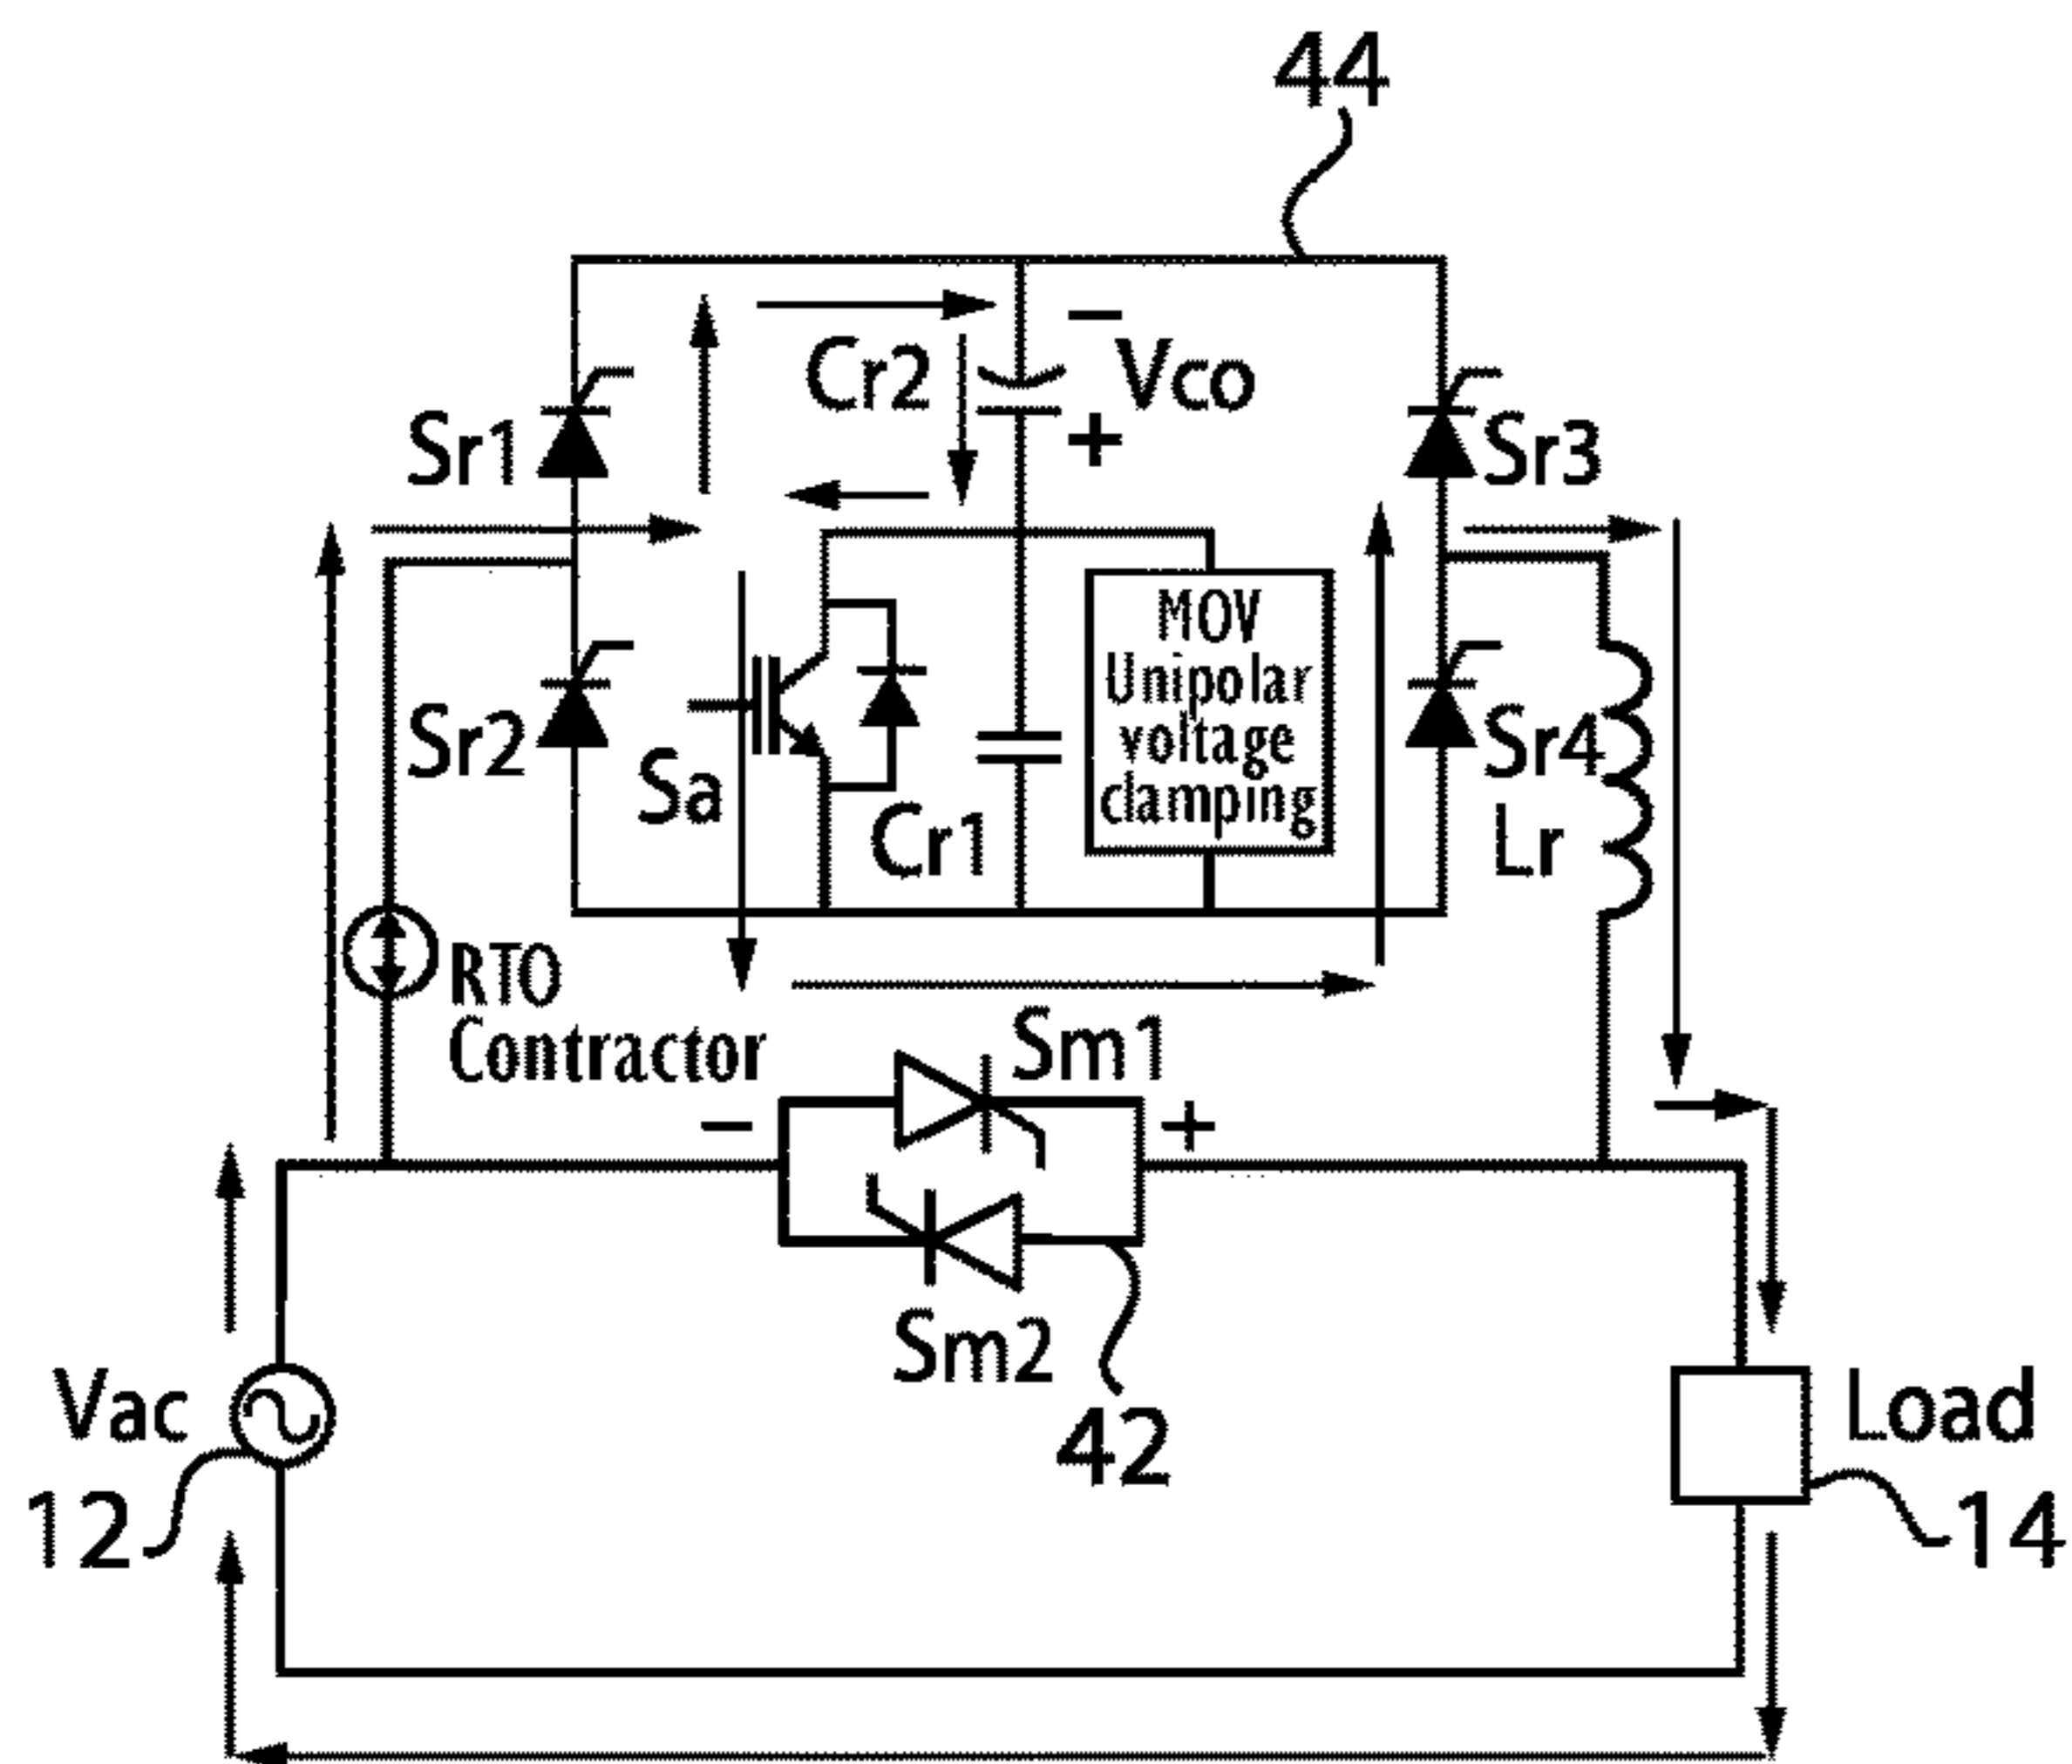 44
−
Cr2
Vco
+
Sr1
Sr3
MOV
Unipolar
voltage
clamping
Sr2
Sr4
Sa
Cr1
Lr
RTO
Contractor
Sm1
−
+
Sm2
Vac
Load
42
12
14